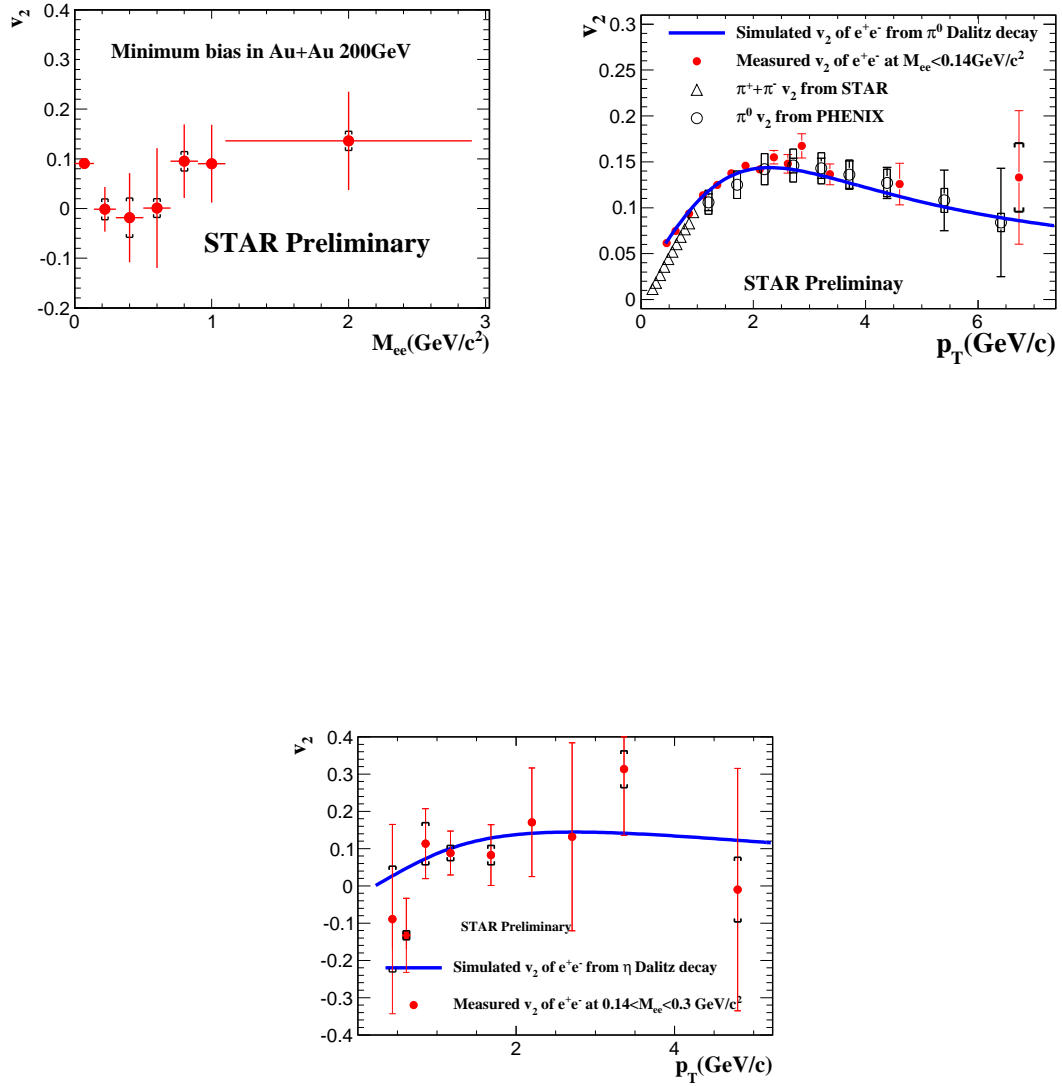 v2
0.4
0.3
0.2
0.1
0
-0.1
-0.2
Minimum bias in Au+Au 200GeV
STAR Preliminary
0 1 2 3
Mee(GeV/c2)
v2
0.3
0.25
0.2
0.15
0.1
0.05
0
Simulated v2 of e+e- from π0 Dalitz decay
Measured v2 of e+e- at Mee<0.14GeV/c2
π++π- v2 from STAR
π0 v2 from PHENIX
STAR Preliminay
0 2 4 6
pT(GeV/c)
v2
0.4
0.3
0.2
0.1
0
-0.1
-0.2
-0.3
-0.4
STAR Preliminary
Simulated v2 of e+e- from η Dalitz decay
Measured v2 of e+e- at 0.14<Mee<0.3 GeV/c2
2 4
pT(GeV/c)